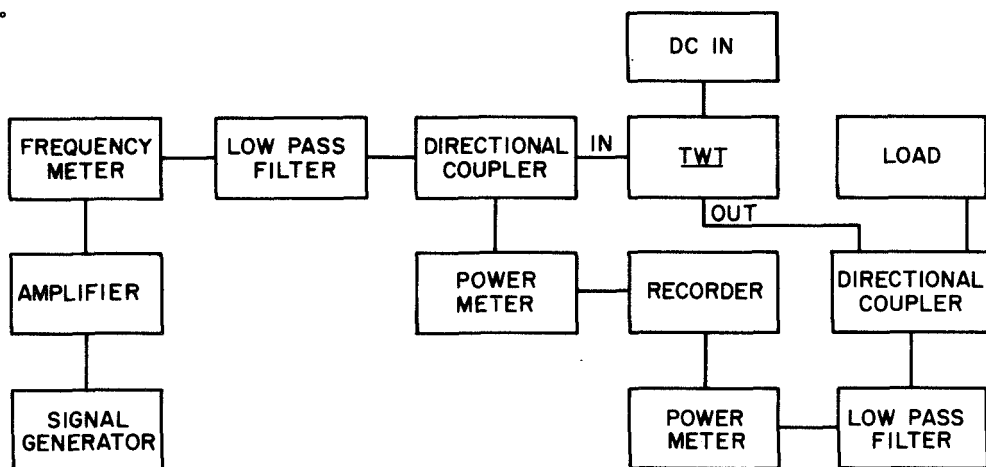 DC IN
FREQUENCY
METER
LOW PASS
FILTER
DIRECTIONAL
COUPLER
IN
TWT
LOAD
OUT
AMPLIFIER
POWER
METER
RECORDER
DIRECTIONAL
COUPLER
SIGNAL
GENERATOR
POWER
METER
LOW PASS
FILTER